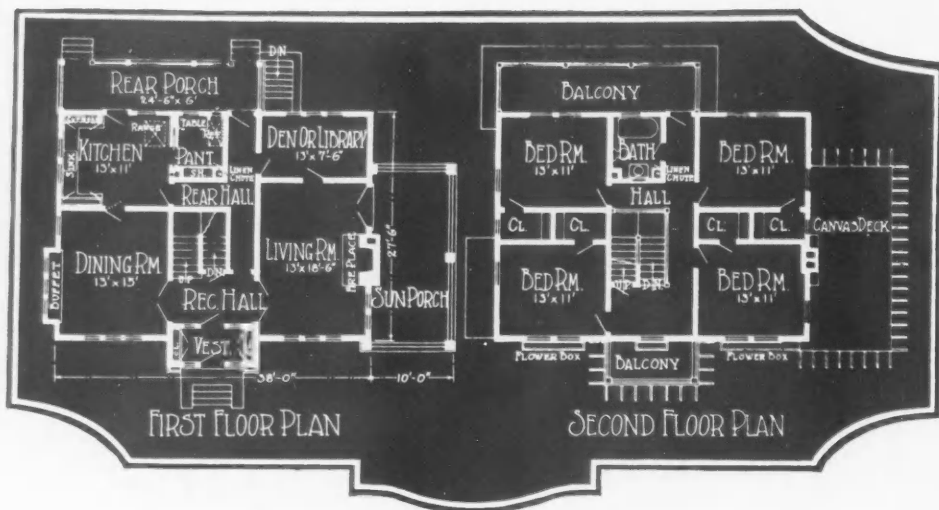 DN
REAR PORCH
24'-6" x 6'
TABLE
REF.
RANGE
SINK
KITCHEN
13' x 11'
PANT.
SH.
LINEN
CHUTE
DEN OR LIBRARY
13' x 7'-6"
REAR HALL
DINING RM.
13' x 15'
BUFFET
UP
DN
LIVING RM.
13' x 18'-6"
FIRE PLACE
27'-6"
SUN PORCH
REC. HALL
VEST.
38'-0"
10'-0"
FIRST FLOOR PLAN
BALCONY
BED RM.
13' x 11'
BATH
LINEN
CHUTE
BED RM.
13' x 11'
HALL
CL.
CL.
CL.
CL.
CANVAS DECK
BED RM.
13' x 11'
UP
DN
BED RM.
13' x 11'
FLOWER BOX
BALCONY
FLOWER BOX
SECOND FLOOR PLAN